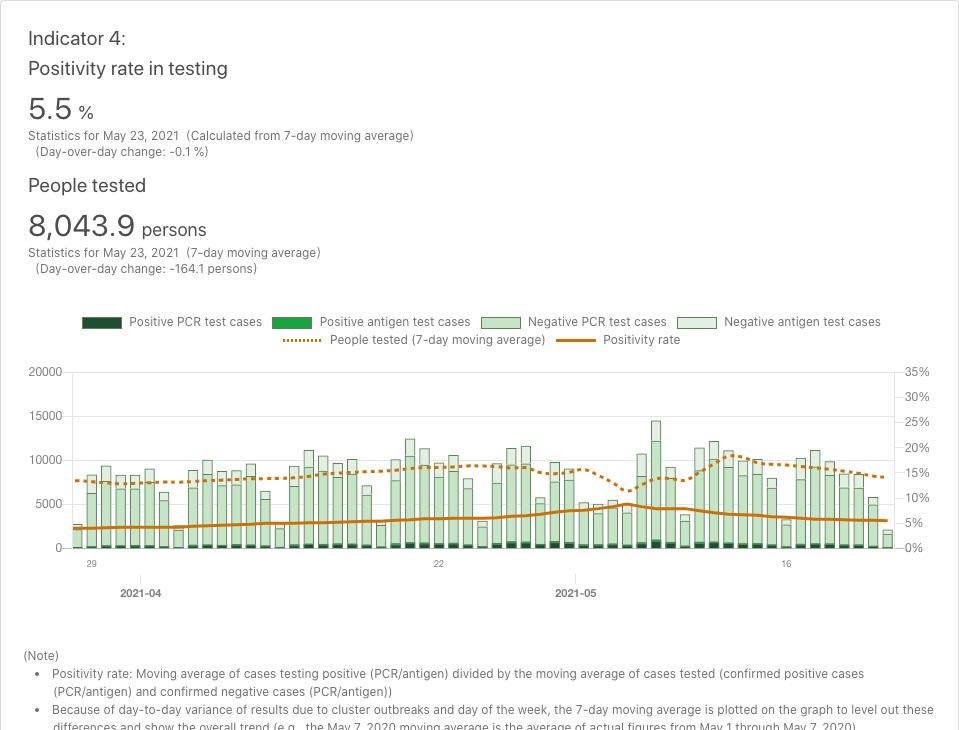 Indicator 4:
Positivity rate in testing
5.5 %
Statistics for May 23, 2021 (Calculated from 7-day moving average)
(Day-over-day change: -0.1 %)
People tested
8,043.9 persons
Statistics for May 23, 2021 (7-day moving average)
(Day-over-day change: -164.1 persons)
Positive PCR test cases Positive antigen test cases Negative PCR test cases Negative antigen test cases
People tested (7-day moving average) Positivity rate
20000 35%
30%
15000 25%
20%
10000 15%
10%
5000 5%
0 0%
29 22 16
2021-04 2021-05
(Note)
• Positivity rate: Moving average of cases testing positive (PCR/antigen) divided by the moving average of cases tested (confirmed positive cases
(PCR/antigen) and confirmed negative cases (PCR/antigen))
• Because of day-to-day variance of results due to cluster outbreaks and day of the week, the 7-day moving average is plotted on the graph to level out these
differences and show the overall trend (e.g., the May 7, 2020 moving average is the average of actual figures from May 1 through May 7, 2020)